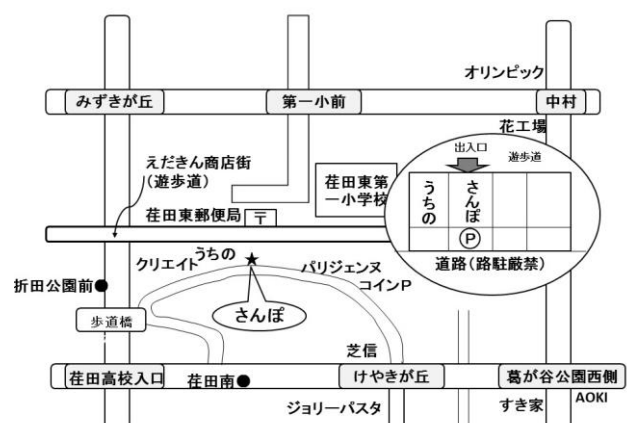 オリンピック
みずきが丘
第一小前
中村
花工場
出入口
遊歩道
えだきん商店街
(遊歩道)
荏田東第
一小学校
うちの
さんぽ
荏田東郵便局
〒
P
道路(路駐厳禁)
クリエイト
うちの
★
パリジェンヌ
コインP
折田公園前●
さんぽ
歩道橋
芝信
荏田高校入口
荏田南●
けやきが丘
葛が谷公園西側
ジョリーパスタ
すき家
AOKI